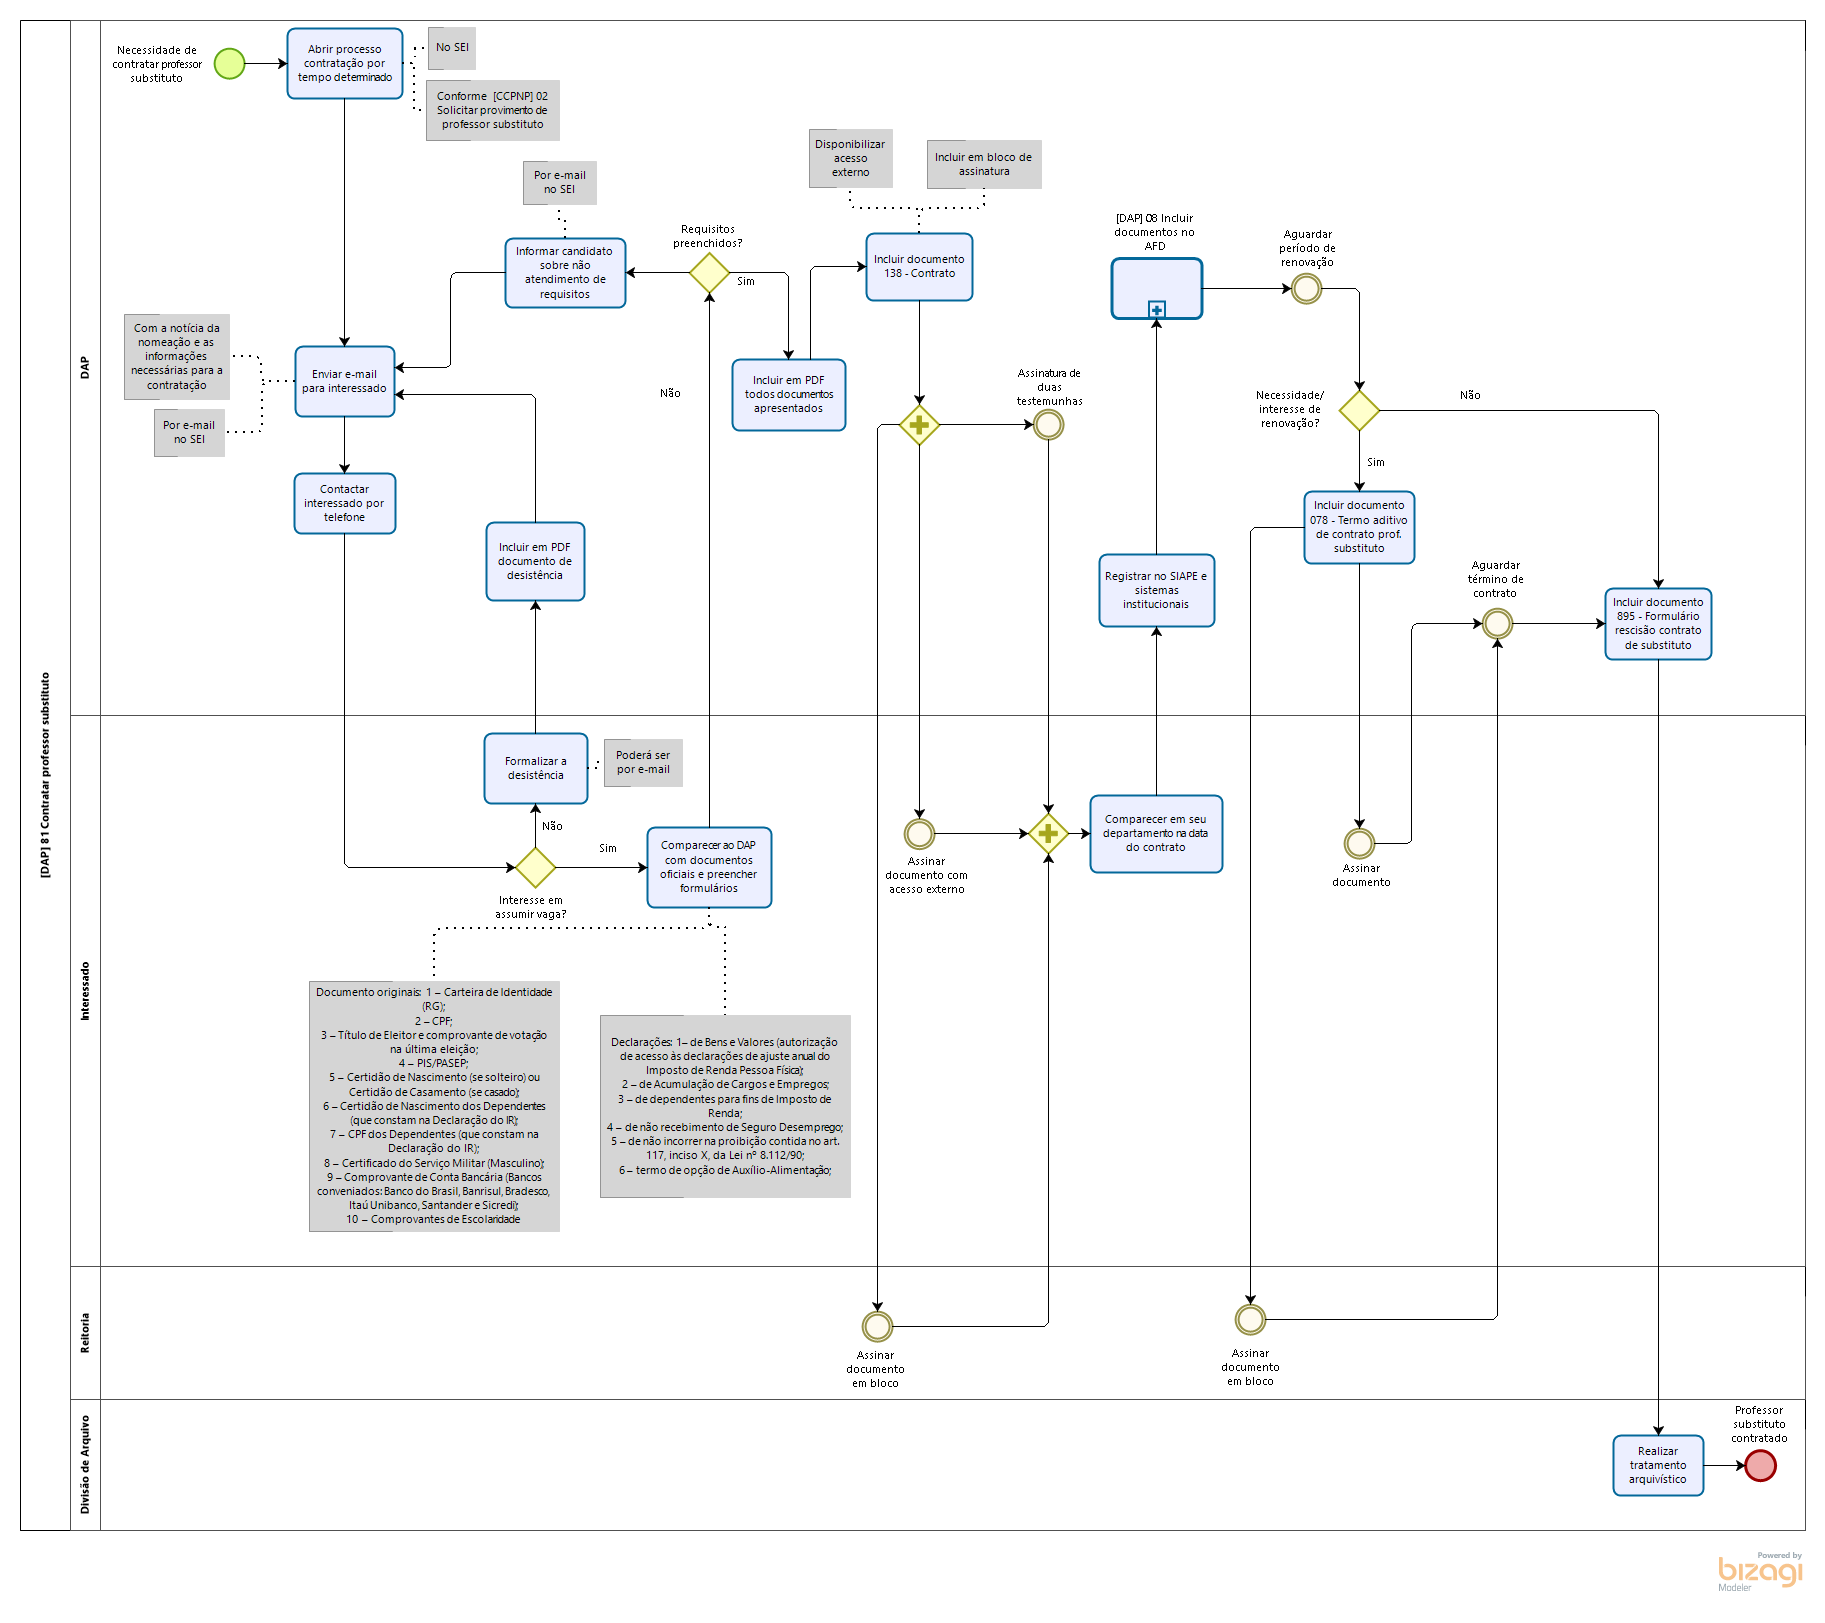 [DAP] 81 Contratar professor substituto
DAP
Necessidade de
contratar professor
substituto
Abrir processo
contratação por
tempo determinado
No SEI
Conforme [CCPNP] 02
Solicitar provimento de
professor substituto
Por e-mail
no SEI
Informar candidato
sobre não
atendimento de
requisitos
Requisitos
preenchidos?
Sim
Não
Disponibilizar
acesso
externo
Incluir em bloco de
assinatura
Incluir documento
138 - Contrato
Incluir em PDF
todos documentos
apresentados
Com a notícia da
nomeação e as
informações
necessárias para a
contratação
Por e-mail
no SEI
Enviar e-mail
para interessado
Contactar
interessado por
telefone
Incluir em PDF
documento de
desistência
Assinatura de
duas
testemunhas
[DAP] 08 Incluir
documentos no
AFD
Aguardar
período de
renovação
Necessidade/
interesse de
renovação?
Não
Sim
Incluir documento
078 - Termo aditivo
de contrato prof.
substituto
Registrar no SIAPE e
sistemas
institucionais
Aguardar
término de
contrato
Incluir documento
895 - Formulário
rescisão contrato
de substituto
Interessado
Formalizar a
desistência
Poderá ser
por e-mail
Não
Sim
Interesse em
assumir vaga?
Comparecer ao DAP
com documentos
oficiais e preencher
formulários
Assinar
documento com
acesso externo
Comparecer em seu
departamento na data
do contrato
Assinar
documento
Documento originais: 1 – Carteira de Identidade
(RG);
2 – CPF;
3 – Título de Eleitor e comprovante de votação
na última eleição;
4 – PIS/PASEP;
5 – Certidão de Nascimento (se solteiro) ou
Certidão de Casamento (se casado);
6 – Certidão de Nascimento dos Dependentes
(que constam na Declaração do IR);
7 – CPF dos Dependentes (que constam na
Declaração do IR);
8 – Certificado do Serviço Militar (Masculino);
9 – Comprovante de Conta Bancária (Bancos
conveniados: Banco do Brasil, Banrisul, Bradesco,
Itaú Unibanco, Santander e Sicredi);
10 – Comprovantes de Escolaridade
Declarações: 1– de Bens e Valores (autorização
de acesso às declarações de ajuste anual do
Imposto de Renda Pessoa Física);
2 – de Acumulação de Cargos e Empregos;
3 – de dependentes para fins de Imposto de
Renda;
4 – de não recebimento de Seguro Desemprego;
5 – de não incorrer na proibição contida no art.
117, inciso X, da Lei nº 8.112/90;
6 – termo de opção de Auxílio-Alimentação;
Reitoria
Assinar
documento
em bloco
Assinar
documento
em bloco
Divisão de Arquivo
Realizar
tratamento
arquivístico
Professor
substituto
contratado
Powered by
bizagi
Modeler